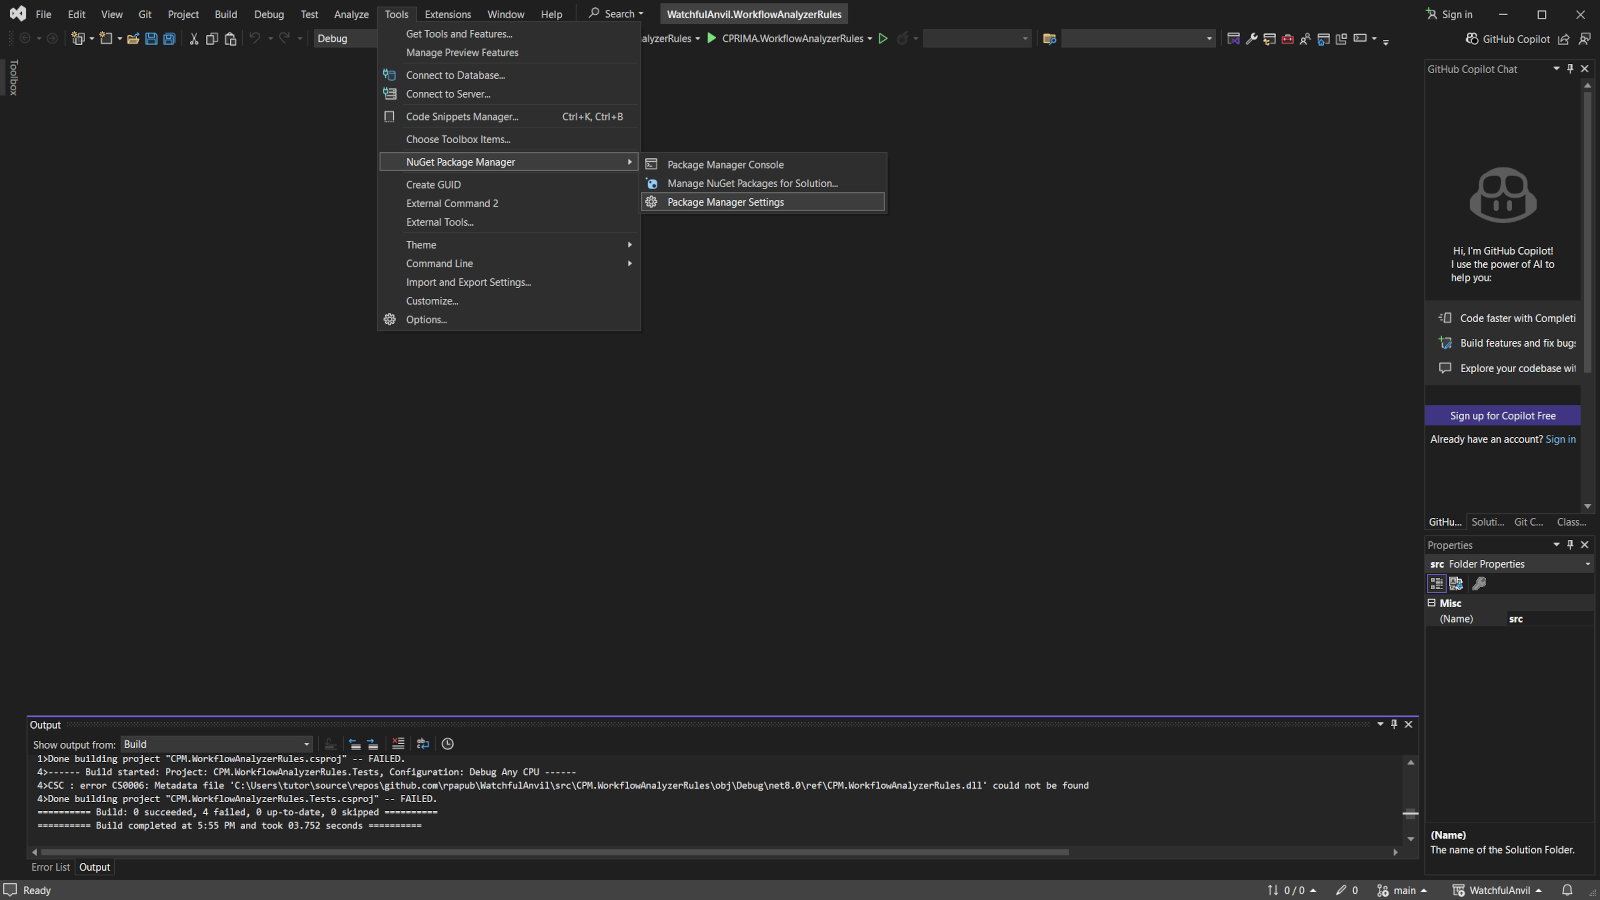 File Edit View Git Project Build Debug Test Analyze Tools Extensions Window Help Search WatchfulAnvil.WorkflowAnalyzerRules Sign in
Debug alyzerRules CPRIMA.WorkflowAnalyzerRules GitHub Copilot
Toolbox
Get Tools and Features...
Manage Preview Features
Connect to Database...
Connect to Server...
Code Snippets Manager... Ctrl+K, Ctrl+B
Choose Toolbox Items...
NuGet Package Manager
Create GUID
External Command 2
External Tools...
Theme
Command Line
Import and Export Settings...
Customize...
Options...
Package Manager Console
Manage NuGet Packages for Solution...
Package Manager Settings
GitHub Copilot Chat
Hi, I'm GitHub Copilot!
I use the power of AI to
help you:
Code faster with Completi
Build features and fix bugs
Explore your codebase wit
Sign up for Copilot Free
Already have an account? Sign in
GitHu... Soluti... Git C... Class...
Properties
src Folder Properties
Misc
(Name) src
(Name)
The name of the Solution Folder.
Output
Show output from: Build
1>Done building project "CPM.WorkflowAnalyzerRules.csproj" -- FAILED.
4>------ Build started: Project: CPM.WorkflowAnalyzerRules.Tests, Configuration: Debug Any CPU ------
4>CSC : error CS0006: Metadata file 'C:\Users\tutor\source\repos\github.com\rpapub\WatchfulAnvil\src\CPM.WorkflowAnalyzerRules\obj\Debug\net8.0\ref\CPM.WorkflowAnalyzerRules.dll' could not be found
4>Done building project "CPM.WorkflowAnalyzerRules.Tests.csproj" -- FAILED.
========== Build: 0 succeeded, 4 failed, 0 up-to-date, 0 skipped ==========
========== Build completed at 5:55 PM and took 03.752 seconds ==========
Error List Output
Ready 0 / 0 0 main WatchfulAnvil